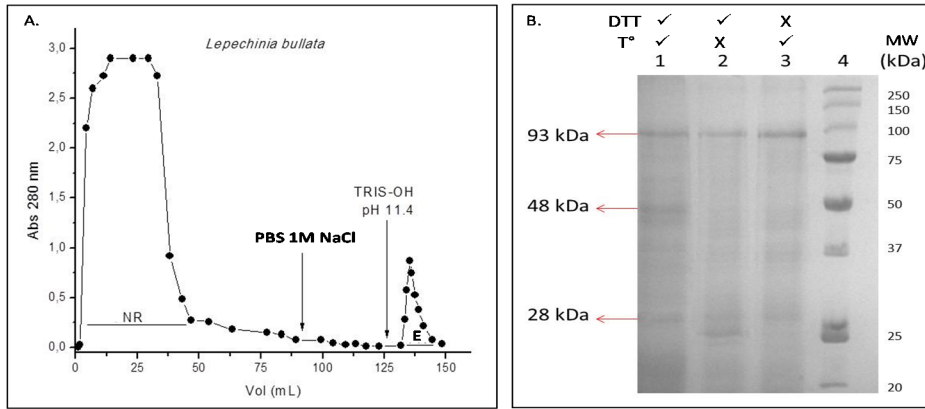 A.
Lepechinia bullata
3,0
2,5
2,0
1,5
1,0
0,5
0,0
Abs 280 nm
NR
PBS 1M NaCl
TRIS-OH
pH 11.4
E
0 25 50 75 100 125 150
Vol (mL)
B.
DTT ✓ ✓ X
T° ✓ X ✓ MW
1 2 3 4 (kDa)
93 kDa
48 kDa
28 kDa
250
150
100
75
50
37
25
20